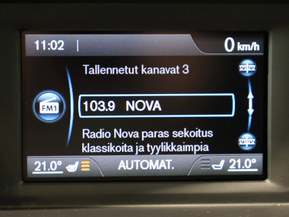 11:02 0 km/h
Tallennetut kanavat 3
FM1
103.9 NOVA
Radio Nova paras sekoitus
klassikoita ja tyylikkaimpia
21.0° AUTOMAT. 21.0°